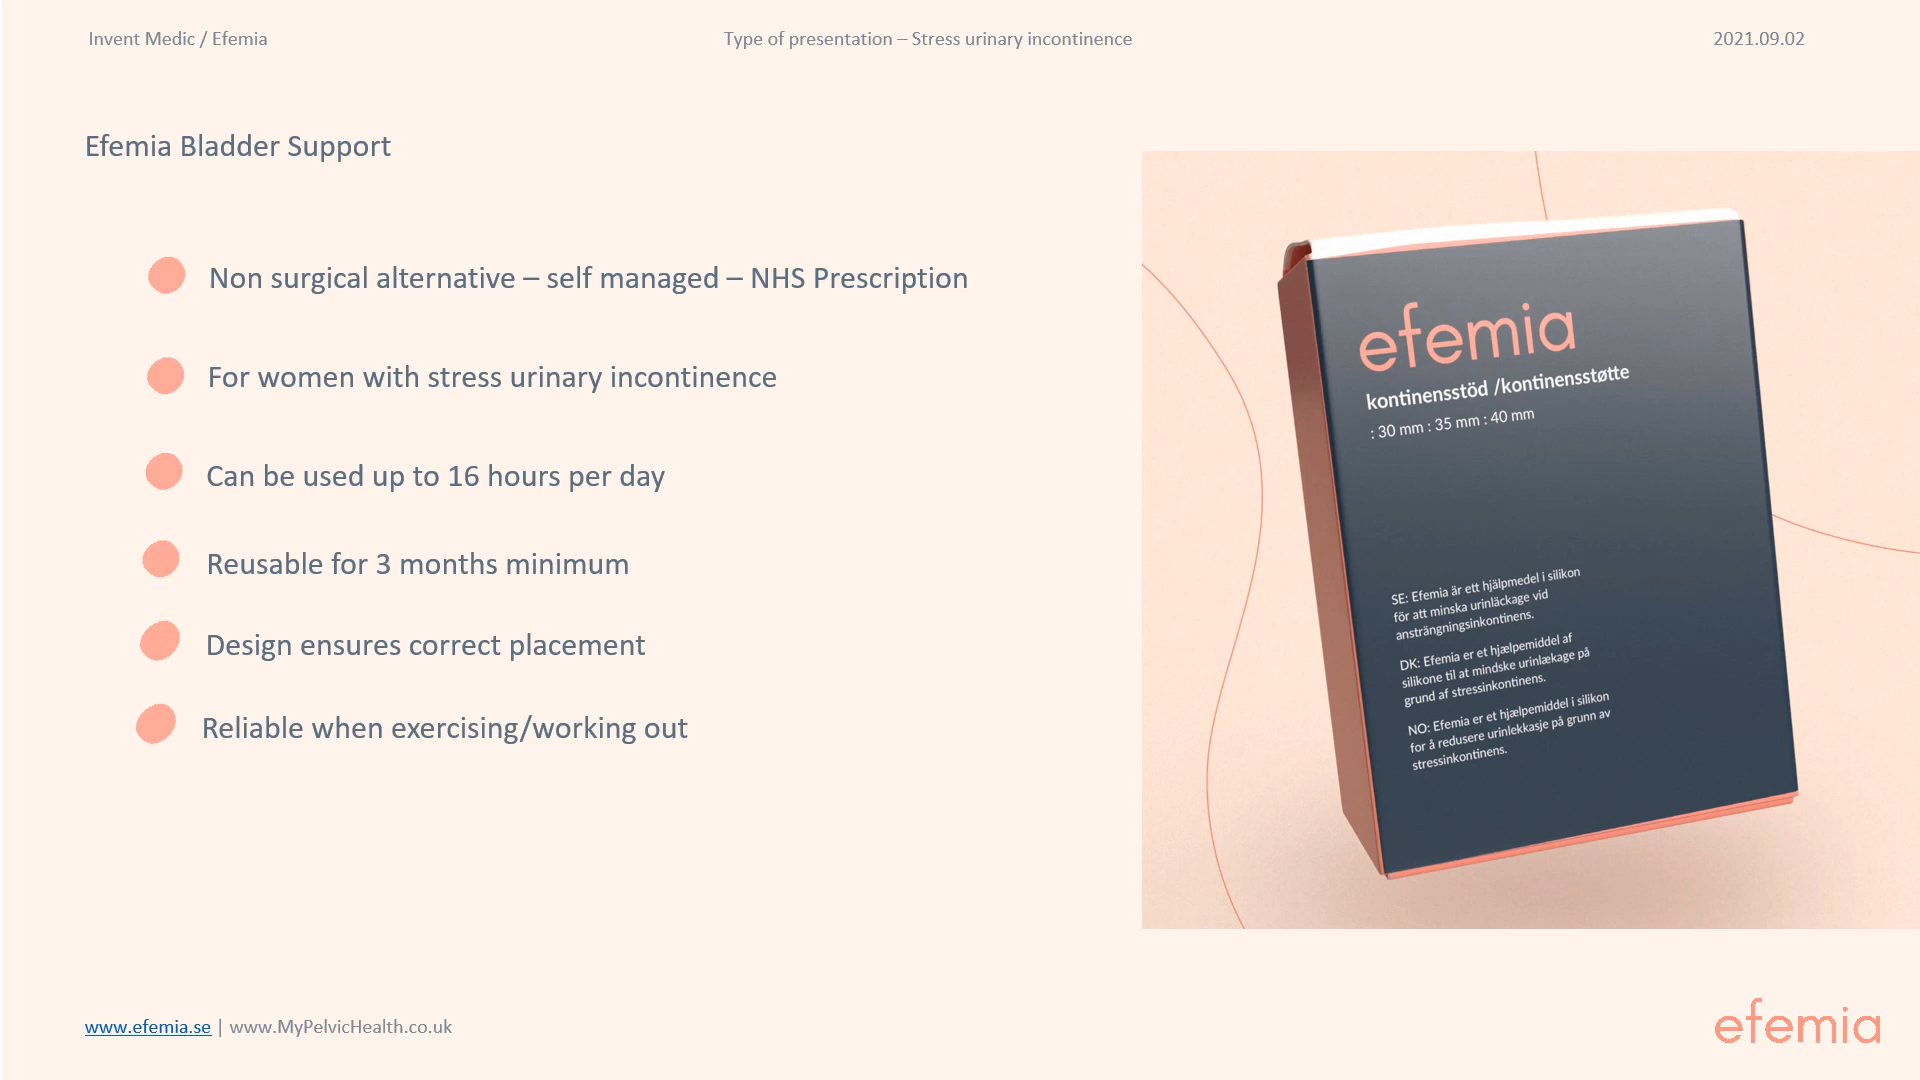 Invent Medic / Efemia
Type of presentation – Stress urinary incontinence
2021.09.02
Efemia Bladder Support
Non surgical alternative – self managed – NHS Prescription
For women with stress urinary incontinence
Can be used up to 16 hours per day
Reusable for 3 months minimum
Design ensures correct placement
Reliable when exercising/working out
efemia
kontinensstöd /kontinensstøtte
: 30 mm : 35 mm : 40 mm
SE: Efemia är ett hjälpmedel i silikon
för att minska urinläckage vid
ansträngningsinkontinens.
DK: Efemia er et hjælpemiddel af
silikone til at mindske urinlækage på
grund af stressinkontinens.
NO: Efemia er et hjælpemiddel i silikon
for å redusere urinlekkasje på grunn av
stressinkontinens.
www.efemia.se | www.MyPelvicHealth.co.uk
efemia